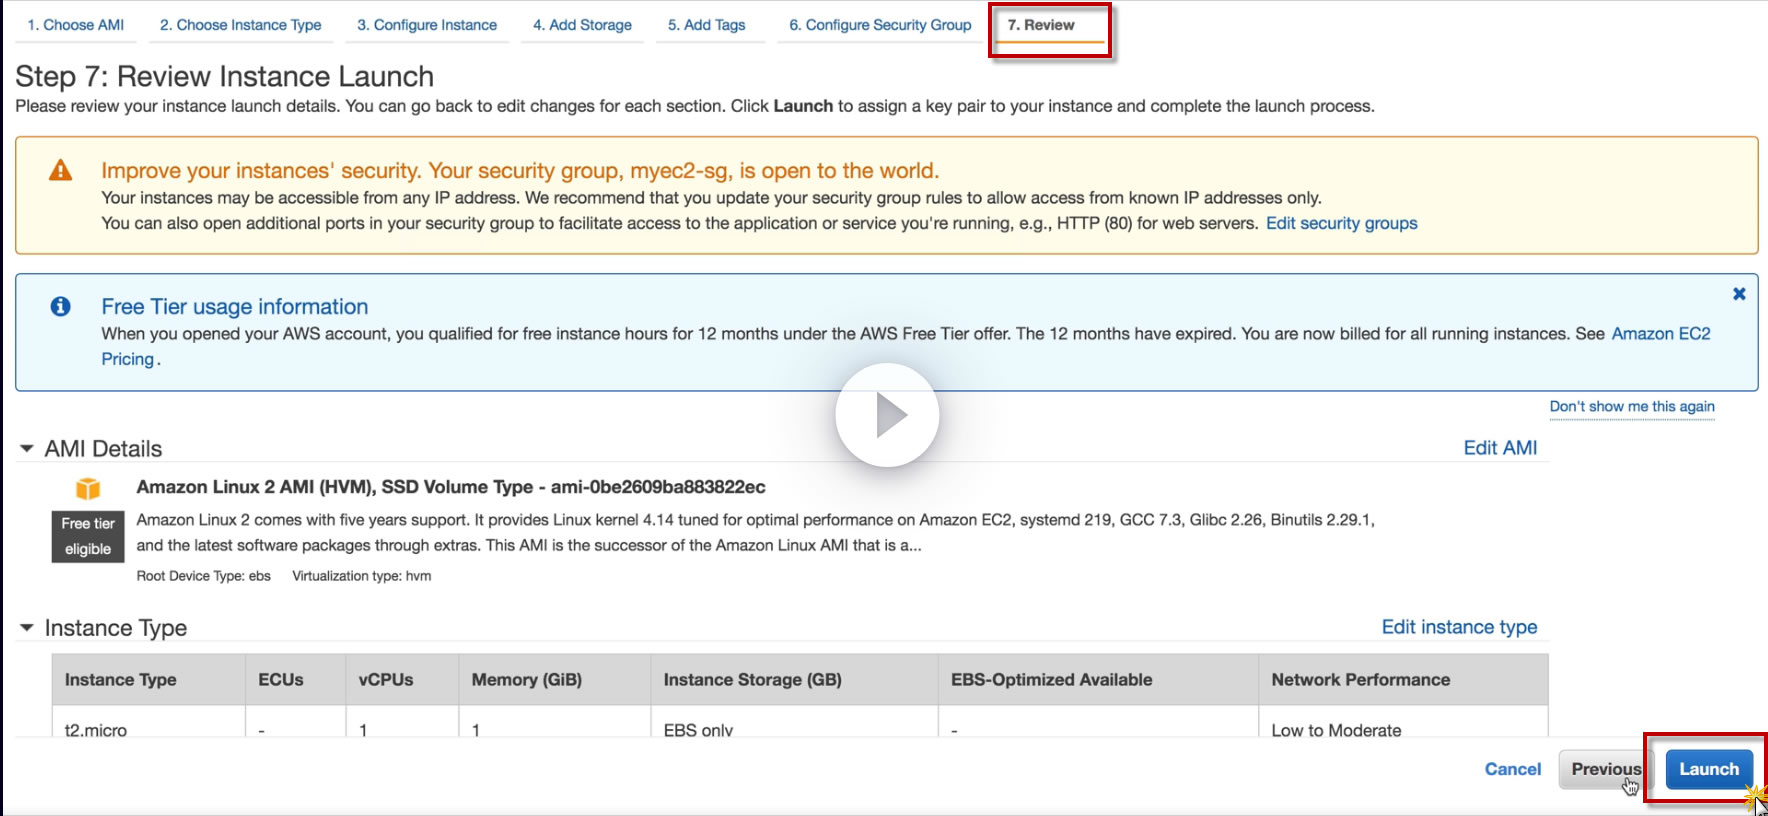 1. Choose AMI 2. Choose Instance Type 3. Configure Instance 4. Add Storage 5. Add Tags 6. Configure Security Group 7. Review
Step 7: Review Instance Launch
Please review your instance launch details. You can go back to edit changes for each section. Click Launch to assign a key pair to your instance and complete the launch process.
Improve your instances' security. Your security group, myec2-sg, is open to the world.
Your instances may be accessible from any IP address. We recommend that you update your security group rules to allow access from known IP addresses only.
You can also open additional ports in your security group to facilitate access to the application or service you're running, e.g., HTTP (80) for web servers. Edit security groups
Free Tier usage information
When you opened your AWS account, you qualified for free instance hours for 12 months under the AWS Free Tier offer. The 12 months have expired. You are now billed for all running instances. See Amazon EC2
Pricing.
Don't show me this again
AMI Details Edit AMI
Amazon Linux 2 AMI (HVM), SSD Volume Type - ami-0be2609ba883822ec
Free tier
eligible
Amazon Linux 2 comes with five years support. It provides Linux kernel 4.14 tuned for optimal performance on Amazon EC2, systemd 219, GCC 7.3, Glibc 2.26, Binutils 2.29.1,
and the latest software packages through extras. This AMI is the successor of the Amazon Linux AMI that is a...
Root Device Type: ebs Virtualization type: hvm
Instance Type Edit instance type
Instance Type ECUs vCPUs Memory (GiB) Instance Storage (GB) EBS-Optimized Available Network Performance
t2.micro - 1 1 EBS only - Low to Moderate
Cancel Previous Launch